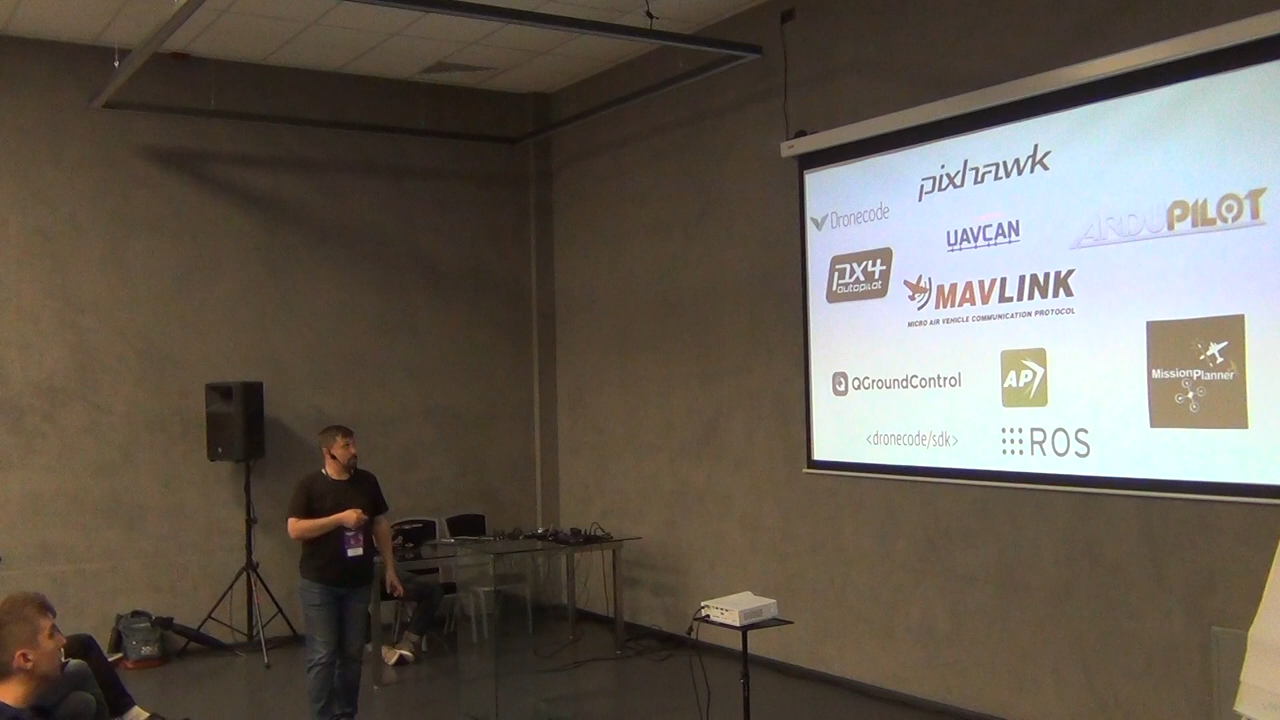 pixhawk
Dronecode
UAVCAN
ARDUPILOT
px4
autopilot
MAVLINK
MICRO AIR VEHICLE COMMUNICATION PROTOCOL
MissionPlanner
QGroundControl
AP
<dronecode/sdk>
ROS